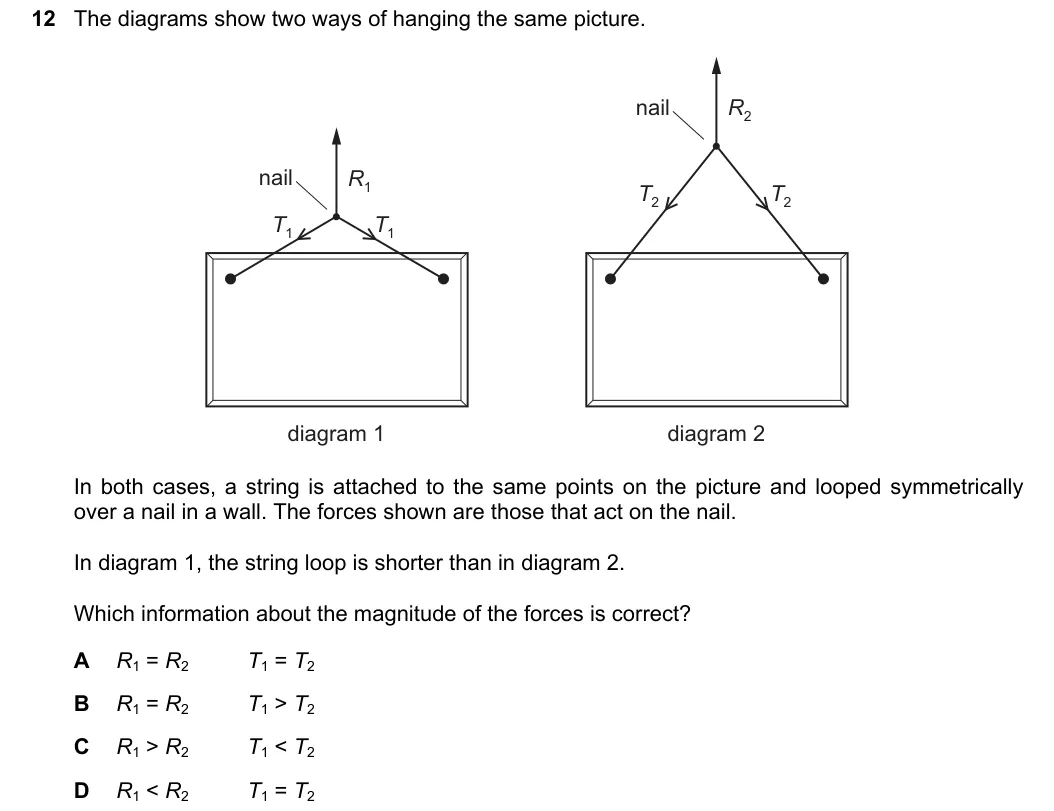 12 The diagrams show two ways of hanging the same picture.
nail
R2
nail
R1
T2
T2
T1
T1
diagram 1
diagram 2
In both cases, a string is attached to the same points on the picture and looped symmetrically
over a nail in a wall. The forces shown are those that act on the nail.
In diagram 1, the string loop is shorter than in diagram 2.
Which information about the magnitude of the forces is correct?
A R1 = R2 T1 = T2
B R1 = R2 T1 > T2
C R1 > R2 T1 < T2
D R1 < R2 T1 = T2